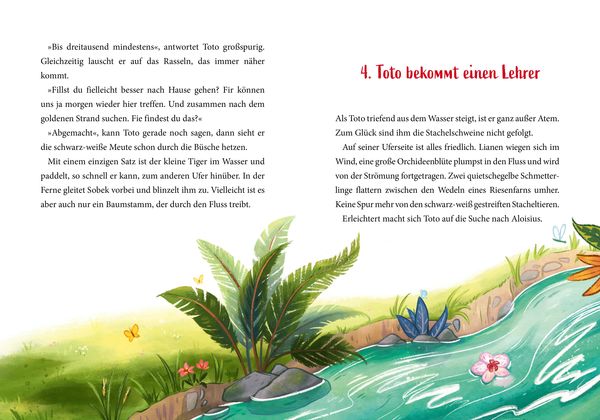 »Bis dreitausend mindestens«, antwortet Toto großspurig.
Gleichzeitig lauscht er auf das Rasseln, das immer näher
kommt.
»Fillst du fielleicht besser nach Hause gehen? Fir können
uns ja morgen wieder hier treffen. Und zusammen nach dem
goldenen Strand suchen. Fie findest du das?«
»Abgemacht«, kann Toto gerade noch sagen, dann sieht er
die schwarz-weiße Meute schon durch die Büsche hetzen.
Mit einem einzigen Satz ist der kleine Tiger im Wasser und
paddelt, so schnell er kann, zum anderen Ufer hinüber. In der
Ferne gleitet Sobek vorbei und blinzelt ihm zu. Vielleicht ist es
aber auch nur ein Baumstamm, der durch den Fluss treibt.
4. Toto bekommt einen Lehrer
Als Toto triefend aus dem Wasser steigt, ist er ganz außer Atem.
Zum Glück sind ihm die Stachelschweine nicht gefolgt.
Auf seiner Uferseite ist alles friedlich. Lianen wiegen sich im
Wind, eine große Orchideenblüte plumpst in den Fluss und wird
von der Strömung fortgetragen. Zwei quietschgelbe Schmetter-
linge flattern zwischen den Wedeln eines Riesenfarns umher.
Keine Spur mehr von den schwarz-weiß gestreiften Stacheltieren.
Erleichtert macht sich Toto auf die Suche nach Aloisius.